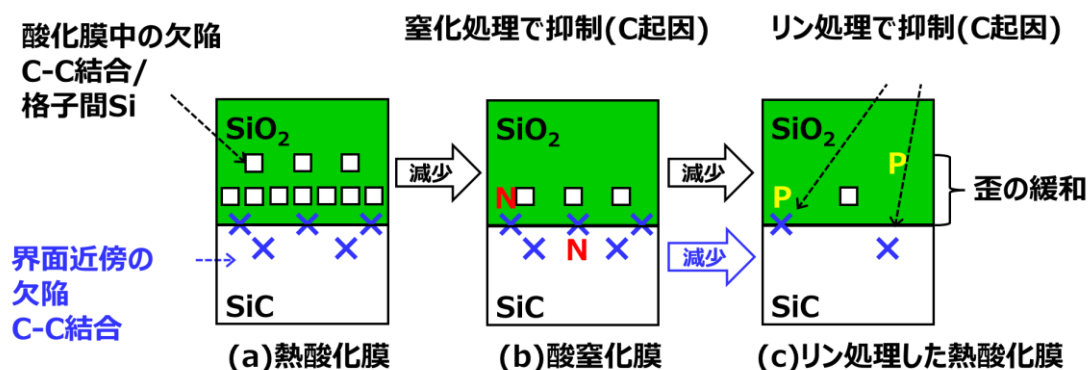 酸化膜中の欠陥
C-C結合/
格子間Si
窒化処理で抑制(C起因)
リン処理で抑制(C起因)
SiO₂
SiO₂
SiO₂
減少
減少
N
P
P
歪の緩和
界面近傍の
欠陥
C-C結合
N
減少
SiC
SiC
SiC
(a)熱酸化膜
(b)酸窒化膜
(c)リン処理した熱酸化膜